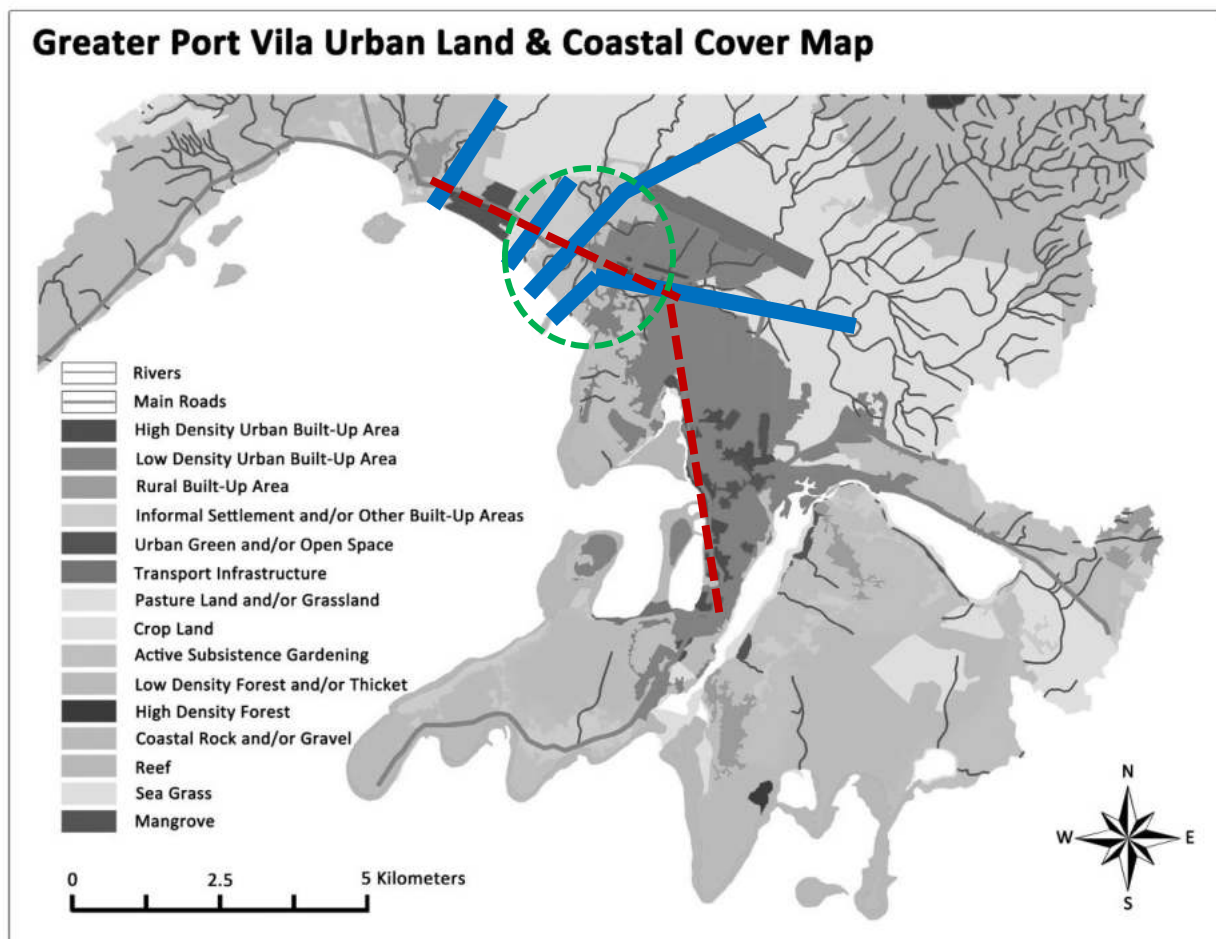 Greater Port Vila Urban Land & Coastal Cover Map
Rivers
Main Roads
High Density Urban Built-Up Area
Low Density Urban Built-Up Area
Rural Built-Up Area
Informal Settlement and/or Other Built-Up Areas
Urban Green and/or Open Space
Transport Infrastructure
Pasture Land and/or Grassland
Crop Land
Active Subsistence Gardening
Low Density Forest and/or Thicket
High Density Forest
Coastal Rock and/or Gravel
Reef
Sea Grass
Mangrove
0 2.5 5 Kilometers
N
W E
S